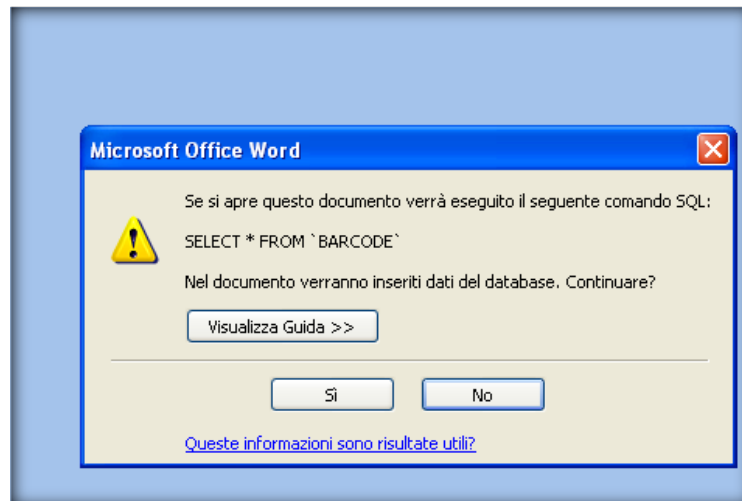 Microsoft Office Word
Se si apre questo documento verrà eseguito il seguente comando SQL:
SELECT * FROM `BARCODE`
Nel documento verranno inseriti dati del database. Continuare?
Visualizza Guida >>
Sì
No
Queste informazioni sono risultate utili?